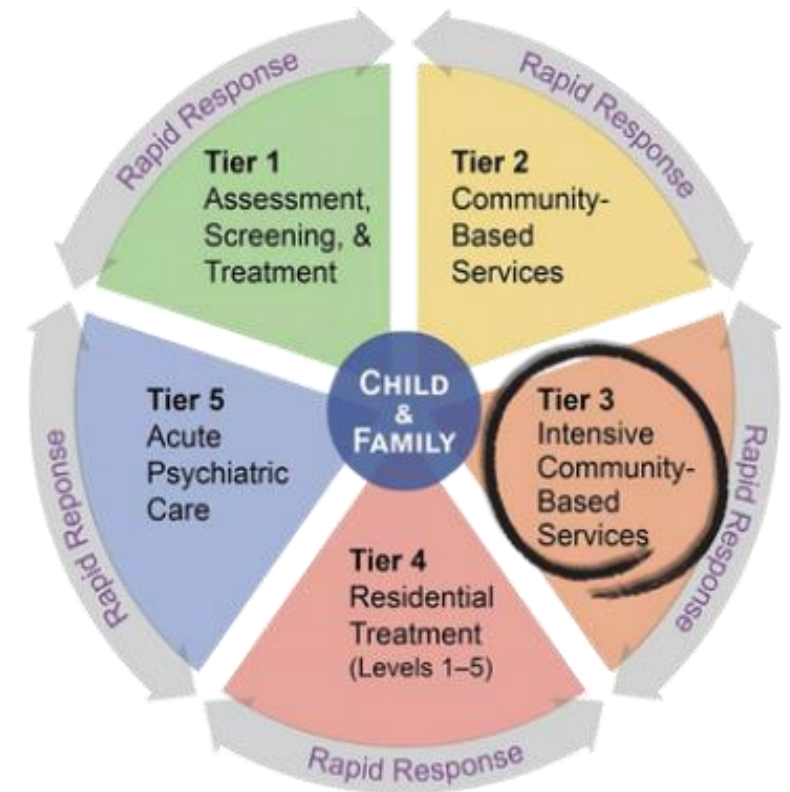 Rapid Response
Rapid Response
Tier 1
Assessment,
Screening, &
Treatment
Tier 2
Community-
Based
Services
CHILD
&
FAMILY
Tier 5
Acute
Psychiatric
Care
Tier 3
Intensive
Community-
Based
Services
Rapid Reponse
Rapid Response
Tier 4
Residential
Treatment
(Levels 1–5)
Rapid Response